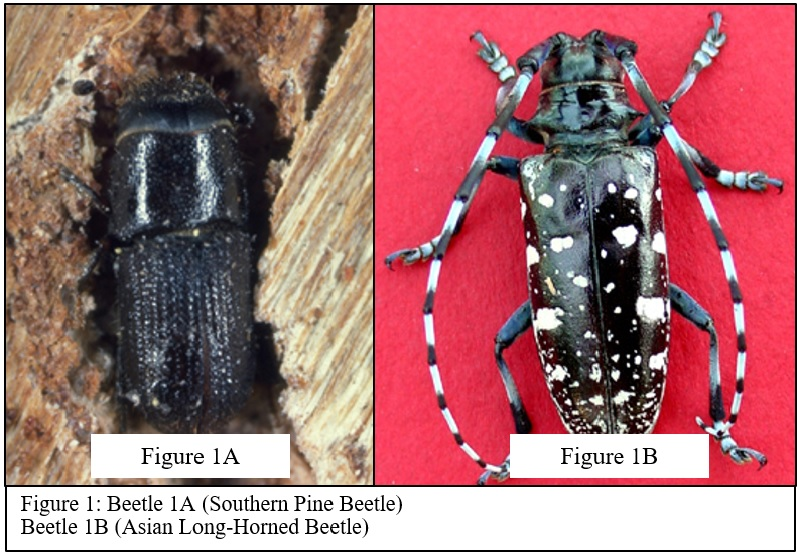 Figure 1A
Figure 1B
Figure 1: Beetle 1A (Southern Pine Beetle)
Beetle 1B (Asian Long-Horned Beetle)